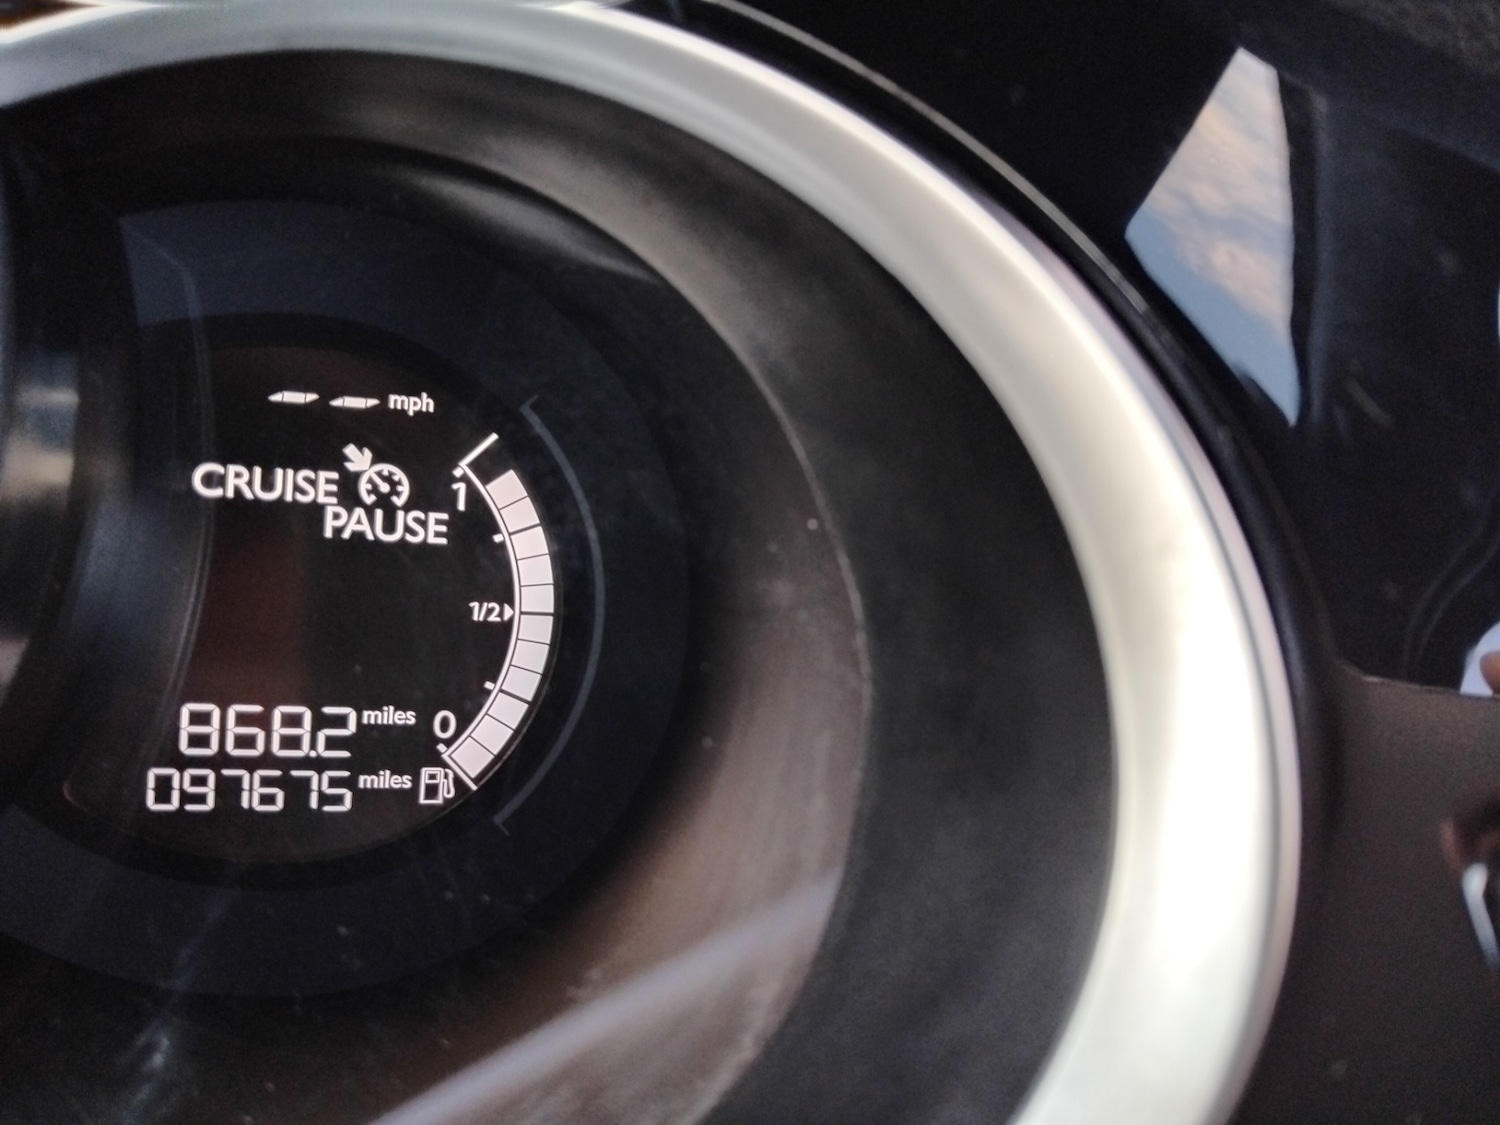 -- mph
CRUISE
PAUSE
1
1/2
868.2 miles
0
097675 miles